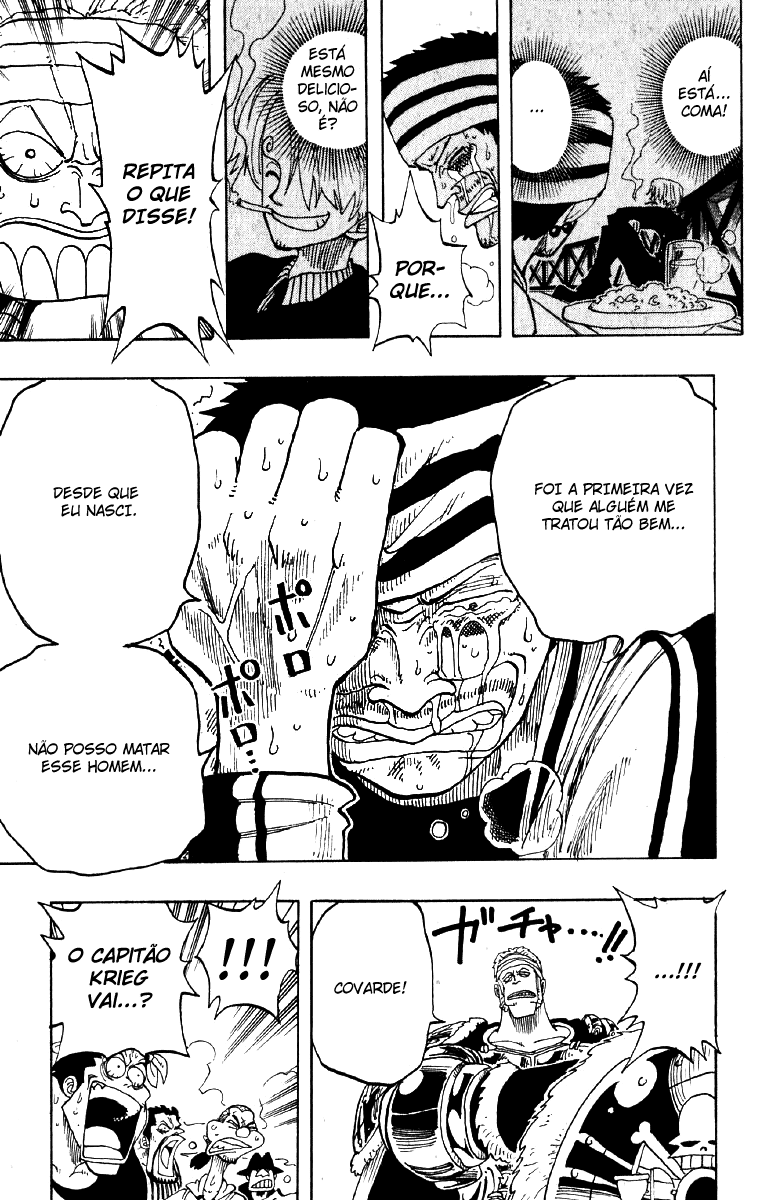 AÍ
ESTÁ...
COMA!
...
POR-
QUE...
ESTÁ
MESMO
DELICIO-
SO, NÃO
É?
REPITA
O QUE
DISSE!
FOI A PRIMEIRA VEZ
QUE ALGUÉM ME
TRATOU TÃO BEM...
DESDE QUE
EU NASCI.
ポロ
ポロ...
NÃO POSSO MATAR
ESSE HOMEM...
...!!!
ガチャ....!!
COVARDE!
!!!
O CAPITÃO
KRIEG
VAI...?